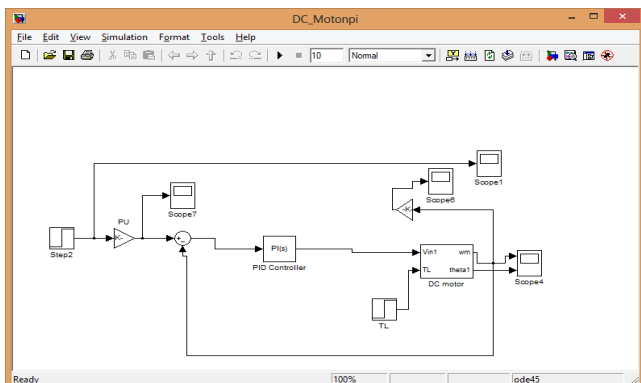 DC_Motonpi
File Edit View Simulation Format Tools Help
10 Normal
Scope1
Scope6
Scope7
PU
K-
Step2
+
-
PI(s)
PID Controller
-K
Vin1 wm
TL theta1
DC motor
Scope4
TL
Ready 100% ode45